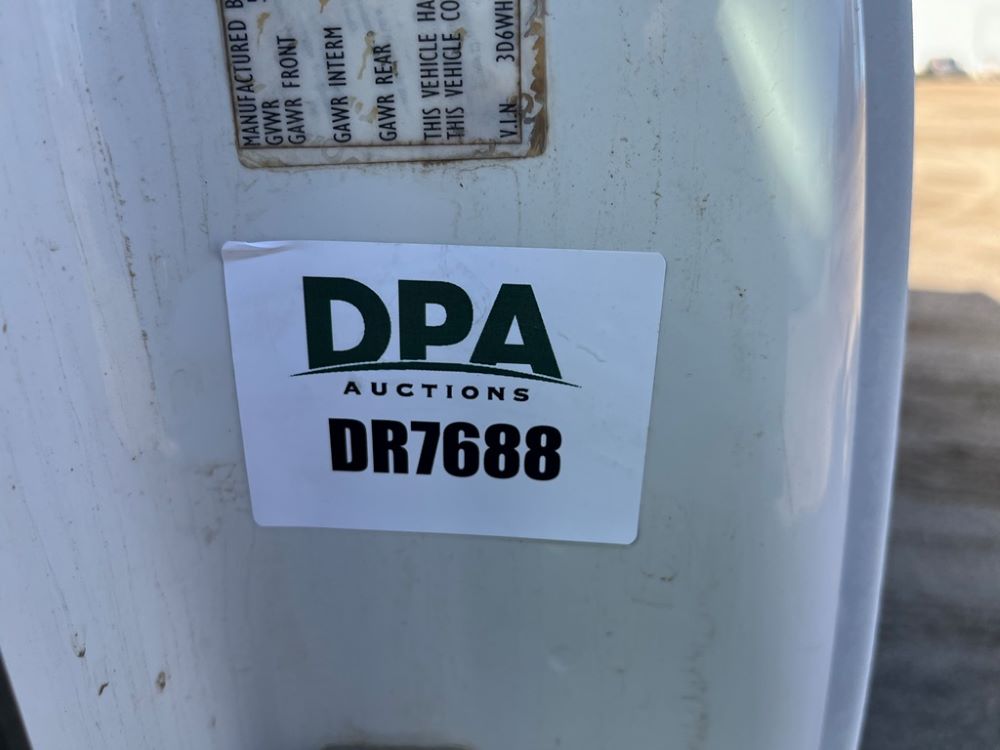 MANUFACTURED B
GVWR
GAWR FRONT
GAWR INTERM
GAWR REAR
THIS VEHICLE HA
THIS VEHICLE CO
V.I.N 3D6WH
DPA
AUCTIONS
DR7688